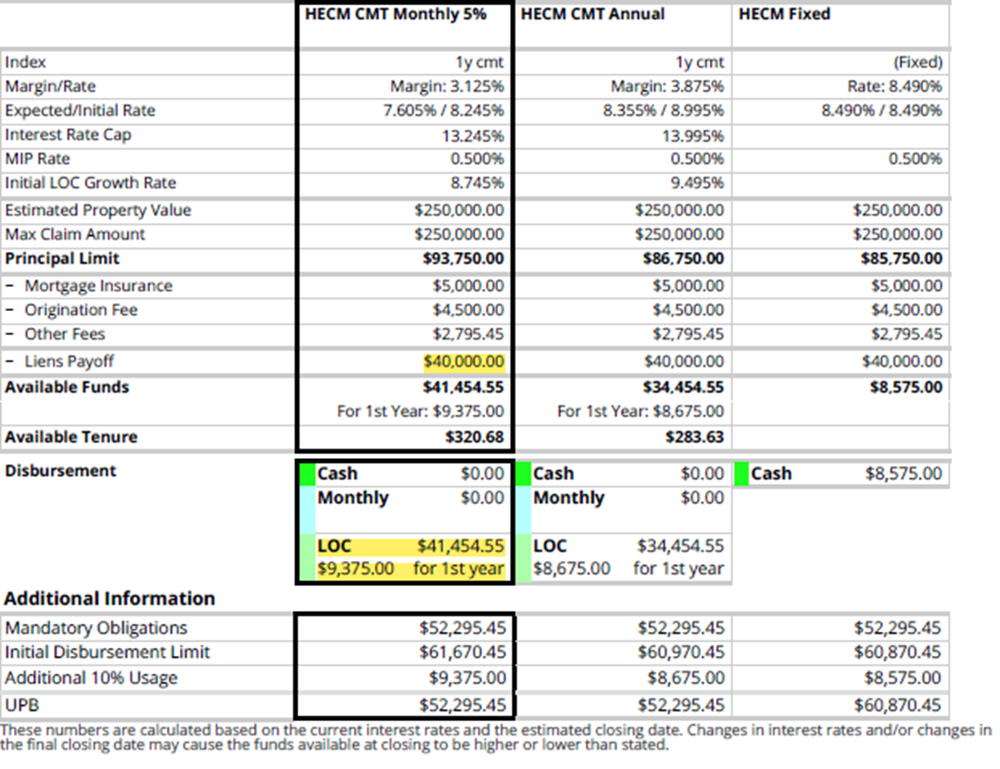 HECM CMT Monthly 5% HECM CMT Annual HECM Fixed
Index 1y cmt 1y cmt (Fixed)
Margin/Rate Margin: 3.125% Margin: 3.875% Rate: 8.490%
Expected/Initial Rate 7.605% / 8.245% 8.355% / 8.995% 8.490% / 8.490%
Interest Rate Cap 13.245% 13.995%
MIP Rate 0.500% 0.500% 0.500%
Initial LOC Growth Rate 8.745% 9.495%
Estimated Property Value $250,000.00 $250,000.00 $250,000.00
Max Claim Amount $250,000.00 $250,000.00 $250,000.00
Principal Limit $93,750.00 $86,750.00 $85,750.00
– Mortgage Insurance $5,000.00 $5,000.00 $5,000.00
– Origination Fee $4,500.00 $4,500.00 $4,500.00
– Other Fees $2,795.45 $2,795.45 $2,795.45
– Liens Payoff $40,000.00 $40,000.00 $40,000.00
Available Funds $41,454.55 $34,454.55 $8,575.00
For 1st Year: $9,375.00 For 1st Year: $8,675.00
Available Tenure $320.68 $283.63
Disbursement Cash $0.00 Cash $0.00 Cash $8,575.00
Monthly $0.00 Monthly $0.00
LOC $41,454.55 LOC $34,454.55
$9,375.00 for 1st year $8,675.00 for 1st year
Additional Information
Mandatory Obligations $52,295.45 $52,295.45 $52,295.45
Initial Disbursement Limit $61,670.45 $60,970.45 $60,870.45
Additional 10% Usage $9,375.00 $8,675.00 $8,575.00
UPB $52,295.45 $52,295.45 $60,870.45
These numbers are calculated based on the current interest rates and the estimated closing date. Changes in interest rates and/or changes in
the final closing date may cause the funds available at closing to be higher or lower than stated.